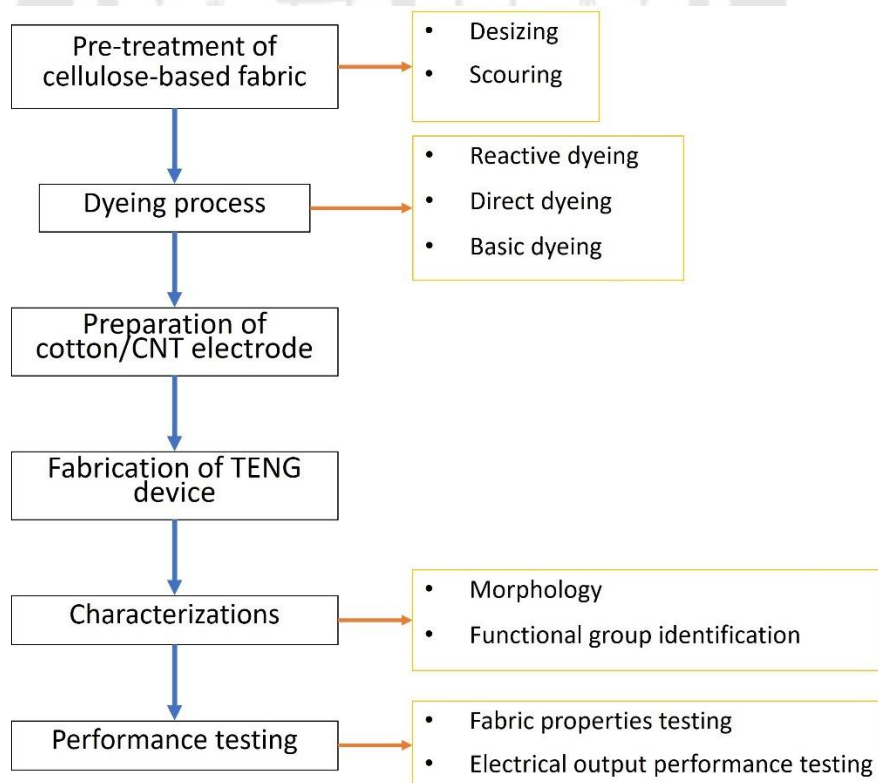 Pre-treatment of
cellulose-based fabric
• Desizing
• Scouring
Dyeing process
• Reactive dyeing
• Direct dyeing
• Basic dyeing
Preparation of
cotton/CNT electrode
Fabrication of TENG
device
Characterizations
• Morphology
• Functional group identification
Performance testing
• Fabric properties testing
• Electrical output performance testing